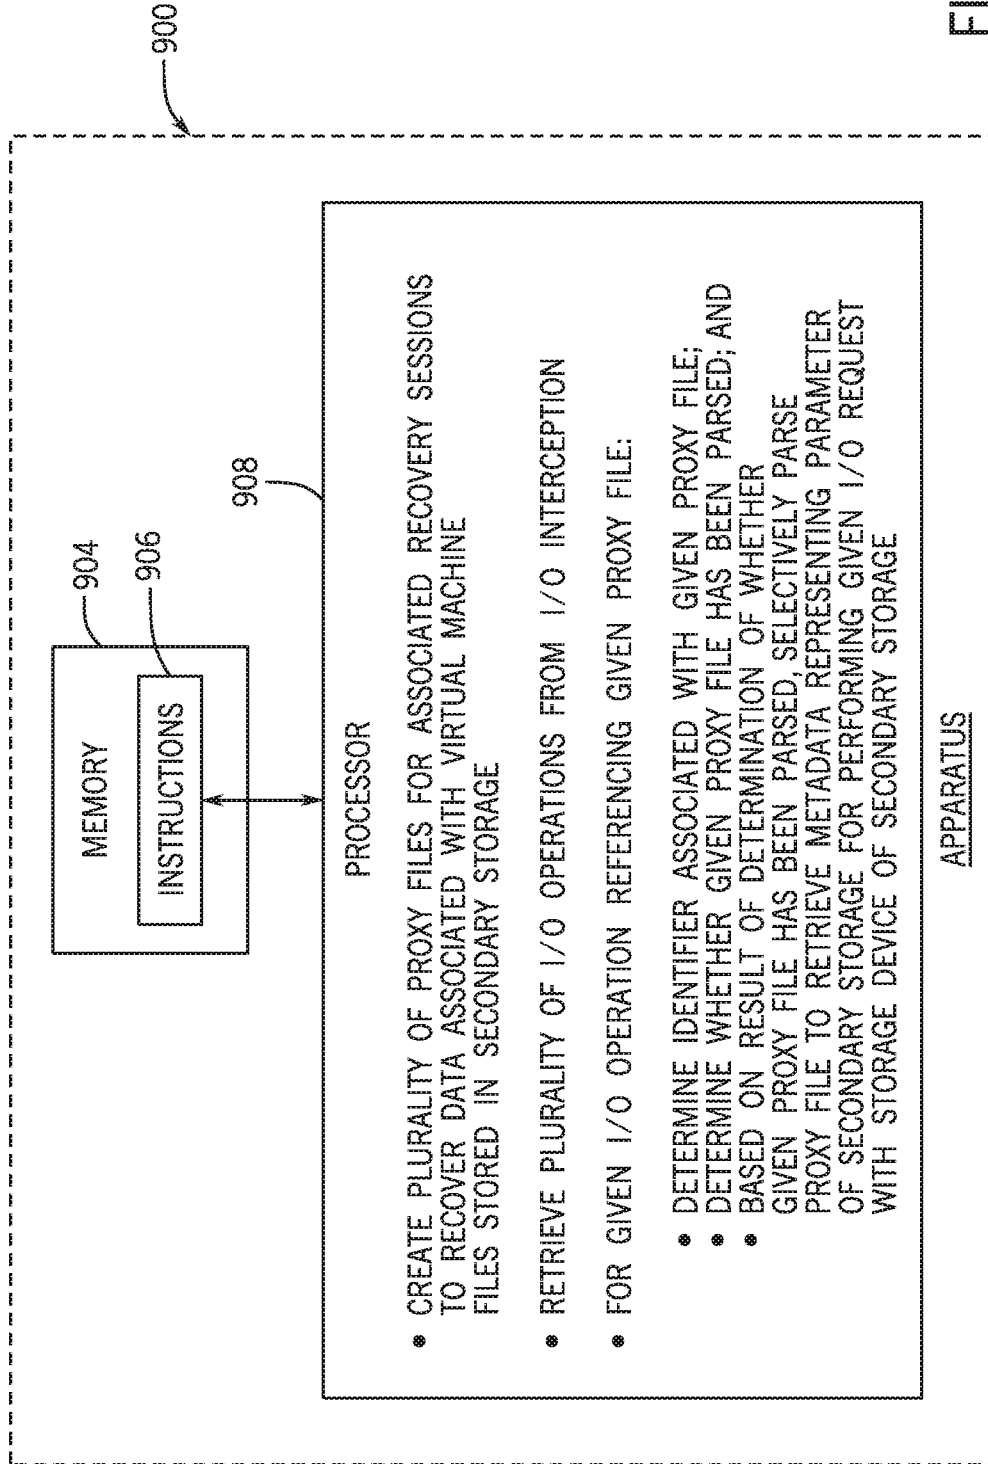 900
904
906
MEMORY
INSTRUCTIONS
908
PROCESSOR
• CREATE PLURALITY OF PROXY FILES FOR ASSOCIATED RECOVERY SESSIONS
TO RECOVER DATA ASSOCIATED WITH VIRTUAL MACHINE
FILES STORED IN SECONDARY STORAGE
• RETRIEVE PLURALITY OF I/O OPERATIONS FROM I/O INTERCEPTION
• FOR GIVEN I/O OPERATION REFERENCING GIVEN PROXY FILE:
• DETERMINE IDENTIFIER ASSOCIATED WITH GIVEN PROXY FILE;
• DETERMINE WHETHER GIVEN PROXY FILE HAS BEEN PARSED; AND
• BASED ON RESULT OF DETERMINATION OF WHETHER
GIVEN PROXY FILE HAS BEEN PARSED, SELECTIVELY PARSE
PROXY FILE TO RETRIEVE METADATA REPRESENTING PARAMETER
OF SECONDARY STORAGE FOR PERFORMING GIVEN I/O REQUEST
WITH STORAGE DEVICE OF SECONDARY STORAGE
APPARATUS